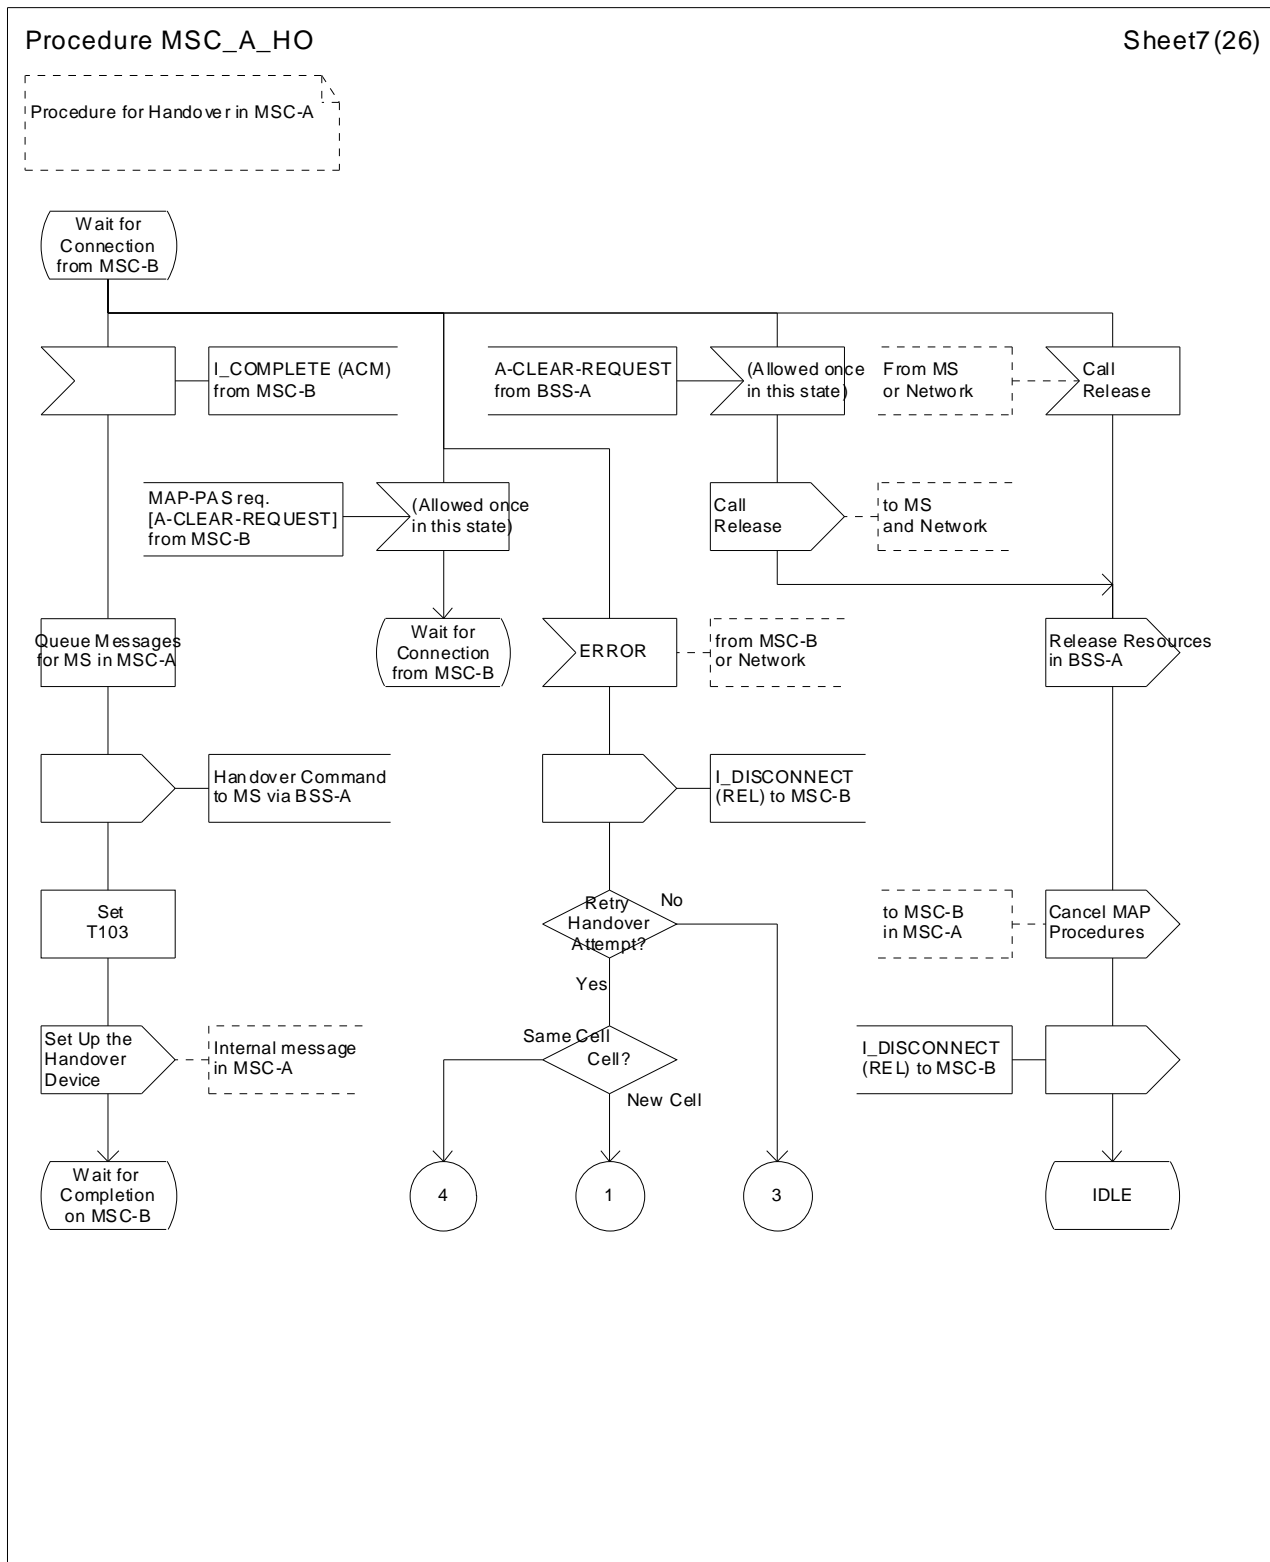 Procedure MSC_A_HO
Sheet7(26)
Procedure for Handover in MSC-A
Wait for
Connection
from MSC-B
I_COMPLETE (ACM)
from MSC-B
A-CLEAR-REQUEST
from BSS-A
(Allowed once
in this state)
From MS
or Network
Call
Release
MAP-PAS req.
[A-CLEAR-REQUEST]
from MSC-B
(Allowed once
in this state)
Call
Release
to MS
and Network
Queue Messages
for MS in MSC-A
Wait for
Connection
from MSC-B
ERROR
from MSC-B
or Network
Release Resources
in BSS-A
Handover Command
to MS via BSS-A
I_DISCONNECT
(REL) to MSC-B
Set
T103
Retry
Handover
Attempt?
No
Yes
to MSC-B
in MSC-A
Cancel MAP
Procedures
Set Up the
Handover
Device
Internal message
in MSC-A
Same Cell
Cell?
New Cell
I_DISCONNECT
(REL) to MSC-B
Wait for
Completion
on MSC-B
4
1
3
IDLE